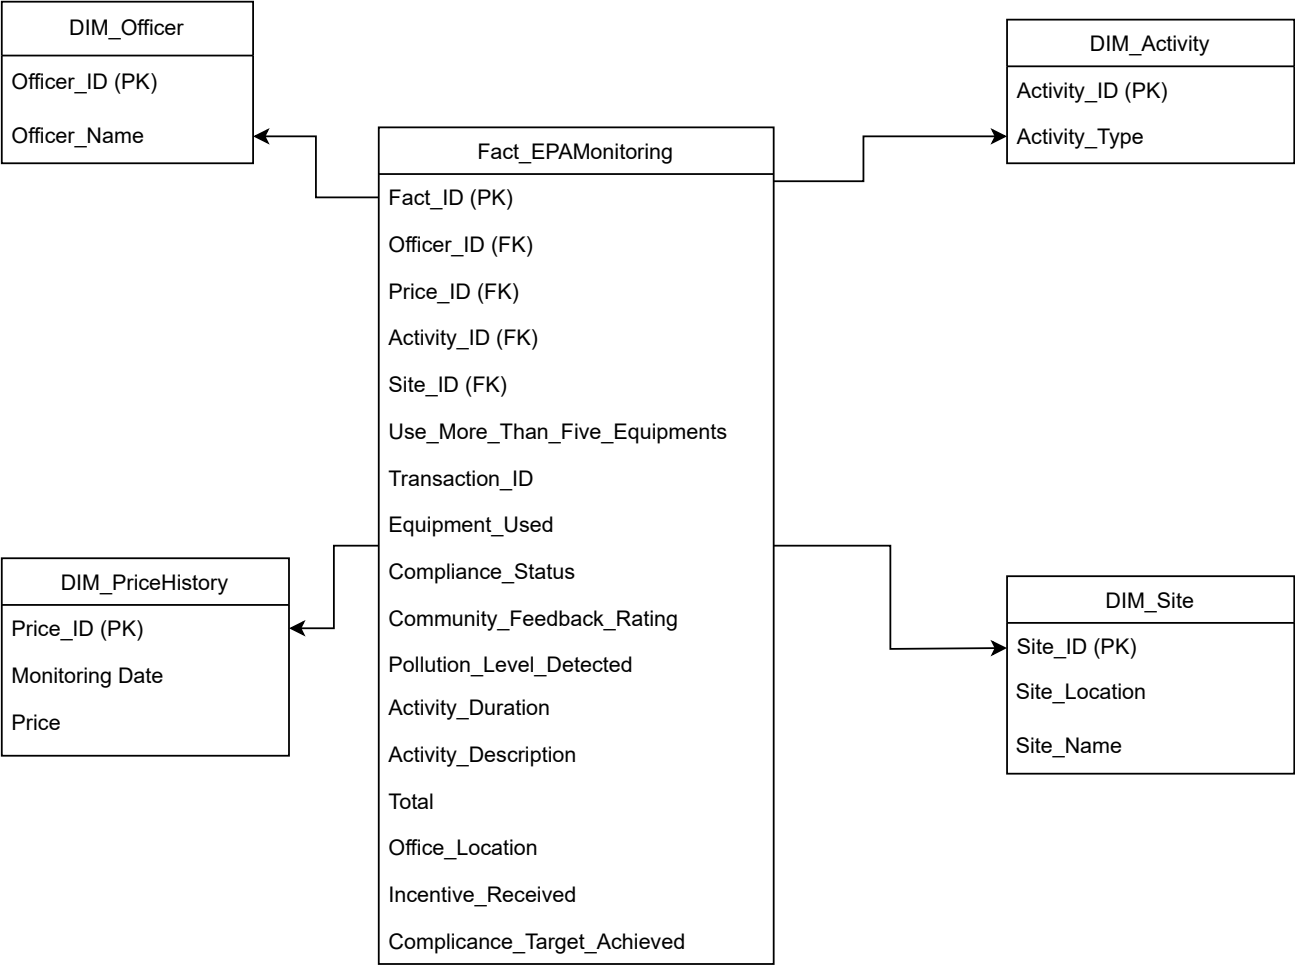 DIM_Officer
Officer_ID (PK)
Officer_Name
DIM_Activity
Activity_ID (PK)
Activity_Type
Fact_EPAMonitoring
Fact_ID (PK)
Officer_ID (FK)
Price_ID (FK)
Activity_ID (FK)
Site_ID (FK)
Use_More_Than_Five_Equipments
Transaction_ID
Equipment_Used
Compliance_Status
Community_Feedback_Rating
Pollution_Level_Detected
Activity_Duration
Activity_Description
Total
Office_Location
Incentive_Received
Complicance_Target_Achieved
DIM_PriceHistory
Price_ID (PK)
Monitoring Date
Price
DIM_Site
Site_ID (PK)
Site_Location
Site_Name